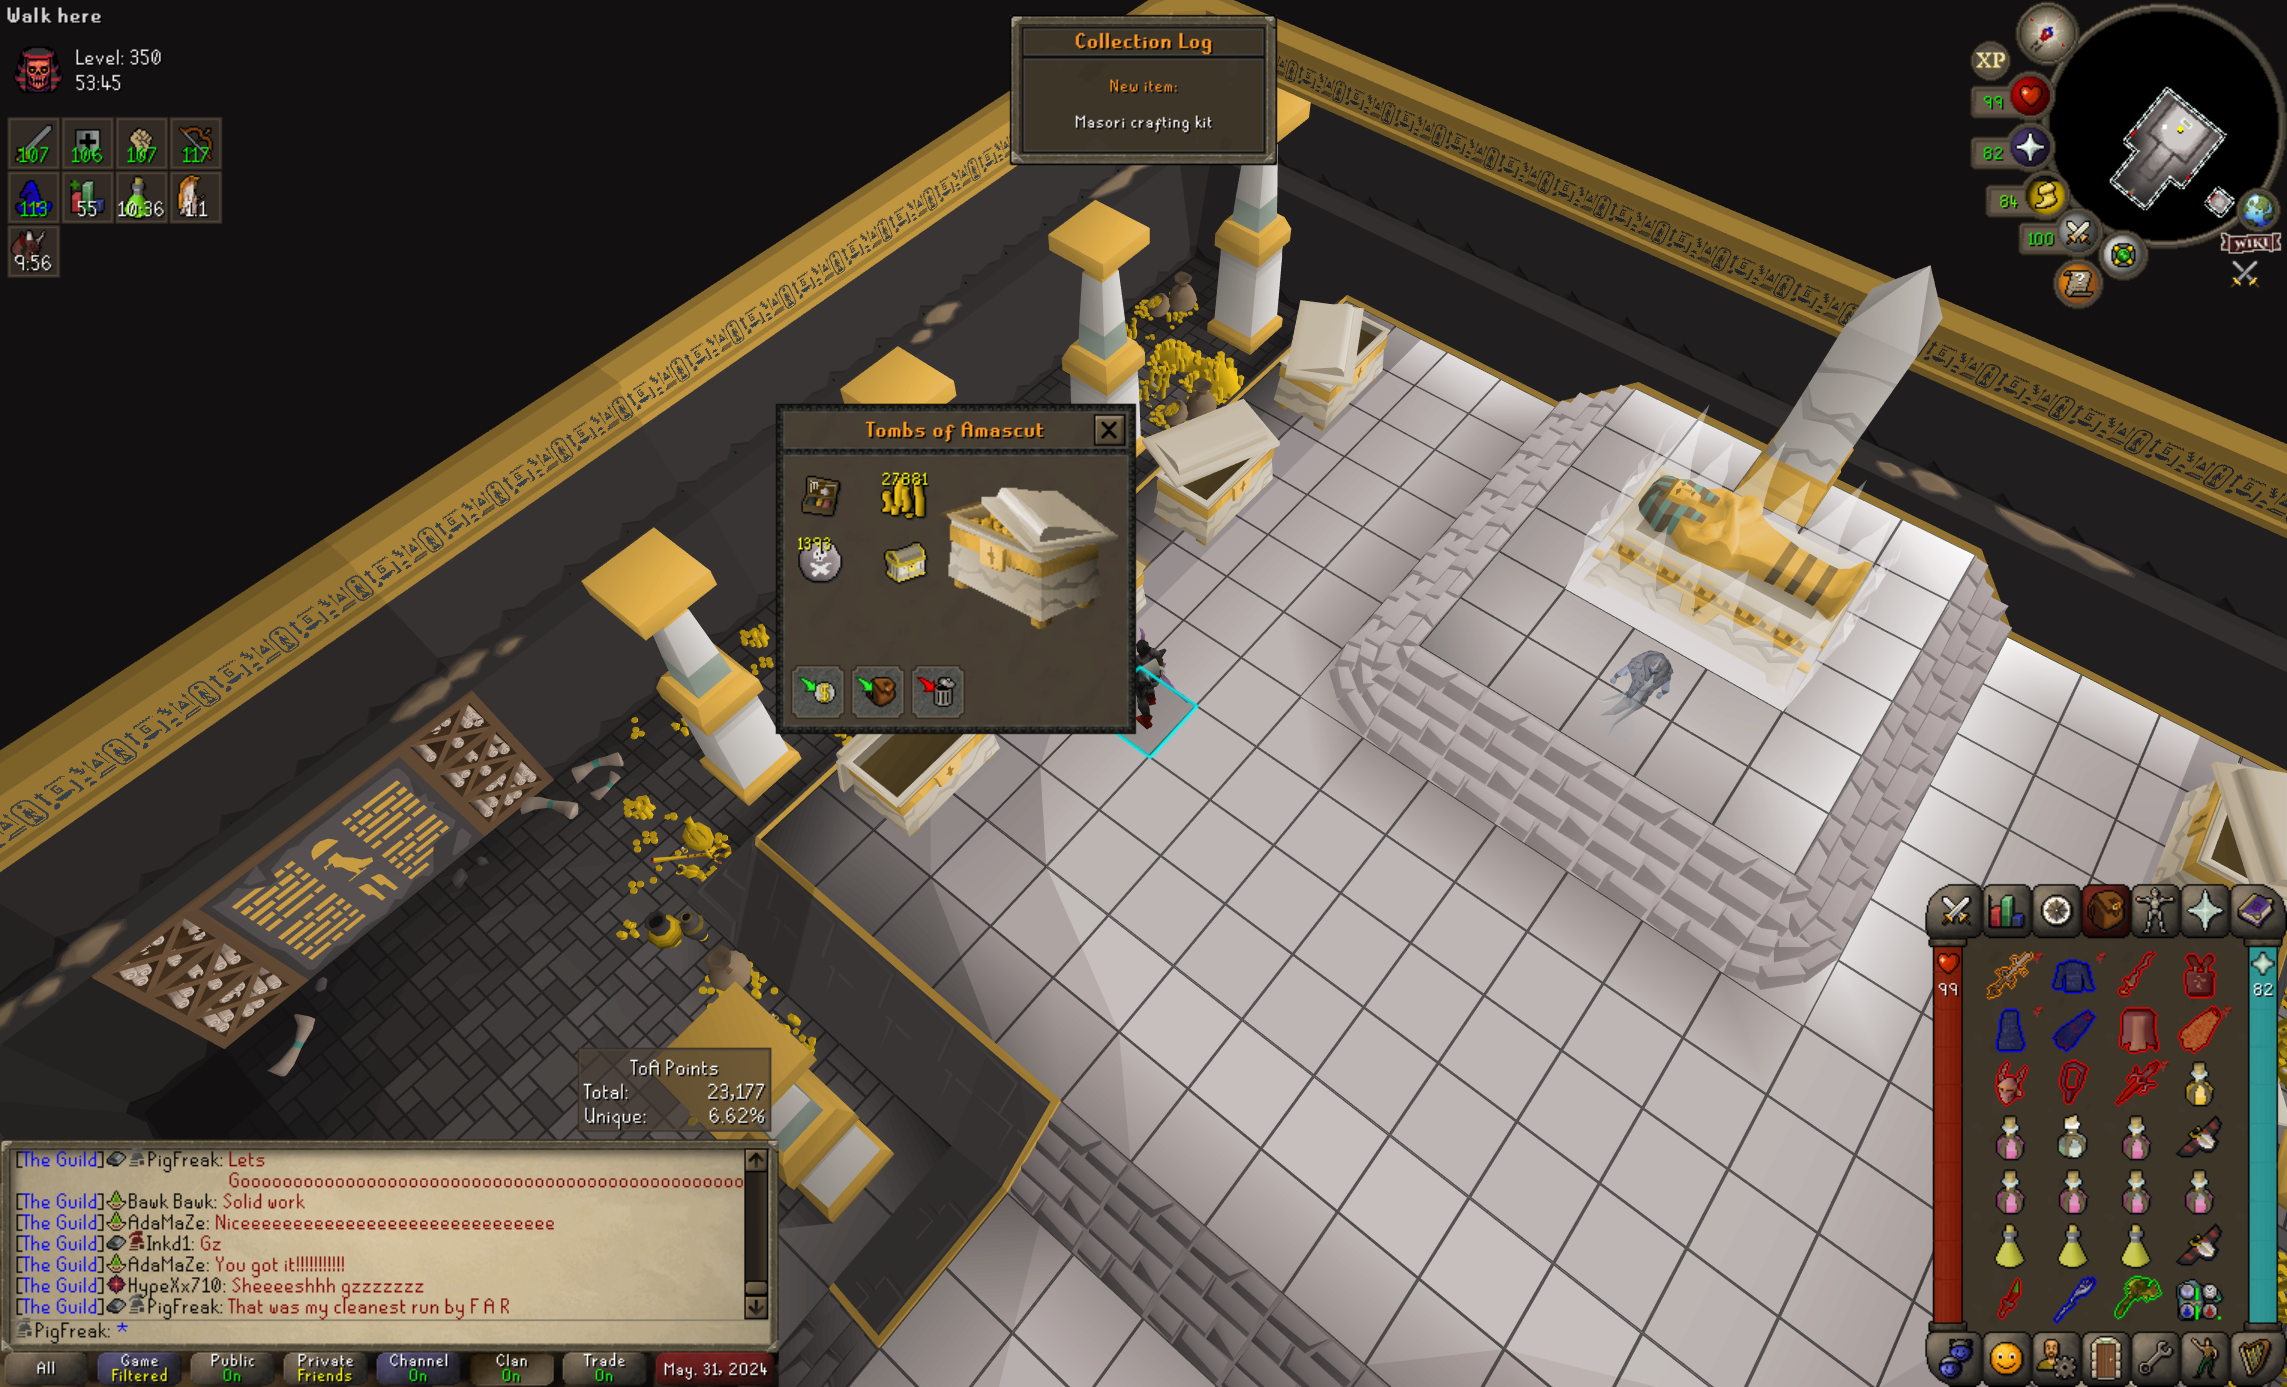 Walk here
Level: 350
53:45
107
106
107
117
113
55
10:36
1:1
9:56
Collection Log
New item:
Masori crafting kit
XP
99
82
84
100
WIKI
Tombs of Amascut
27881
1393
ToA Points
Total: 23,177
Unique: 6.62%
[The Guild] PigFreak: Lets
[The Guild] Bawk Bawk: Solid work
[The Guild] AdaMaZe: Niceeeeeeeeeeeeeeeeeeeeeeeeeeeeee
[The Guild] Inkd1: Gz
[The Guild] AdaMaZe: You got it!!!!!!!!!!!
[The Guild] HypeXx710: Sheeeeshhh gzzzzzzz
[The Guild] PigFreak: That was my cleanest run by F A R
PigFreak: *
All
Game
Filtered
Public
On
Private
Friends
Channel
On
Clan
On
Trade
On
May. 31, 2024
99
82